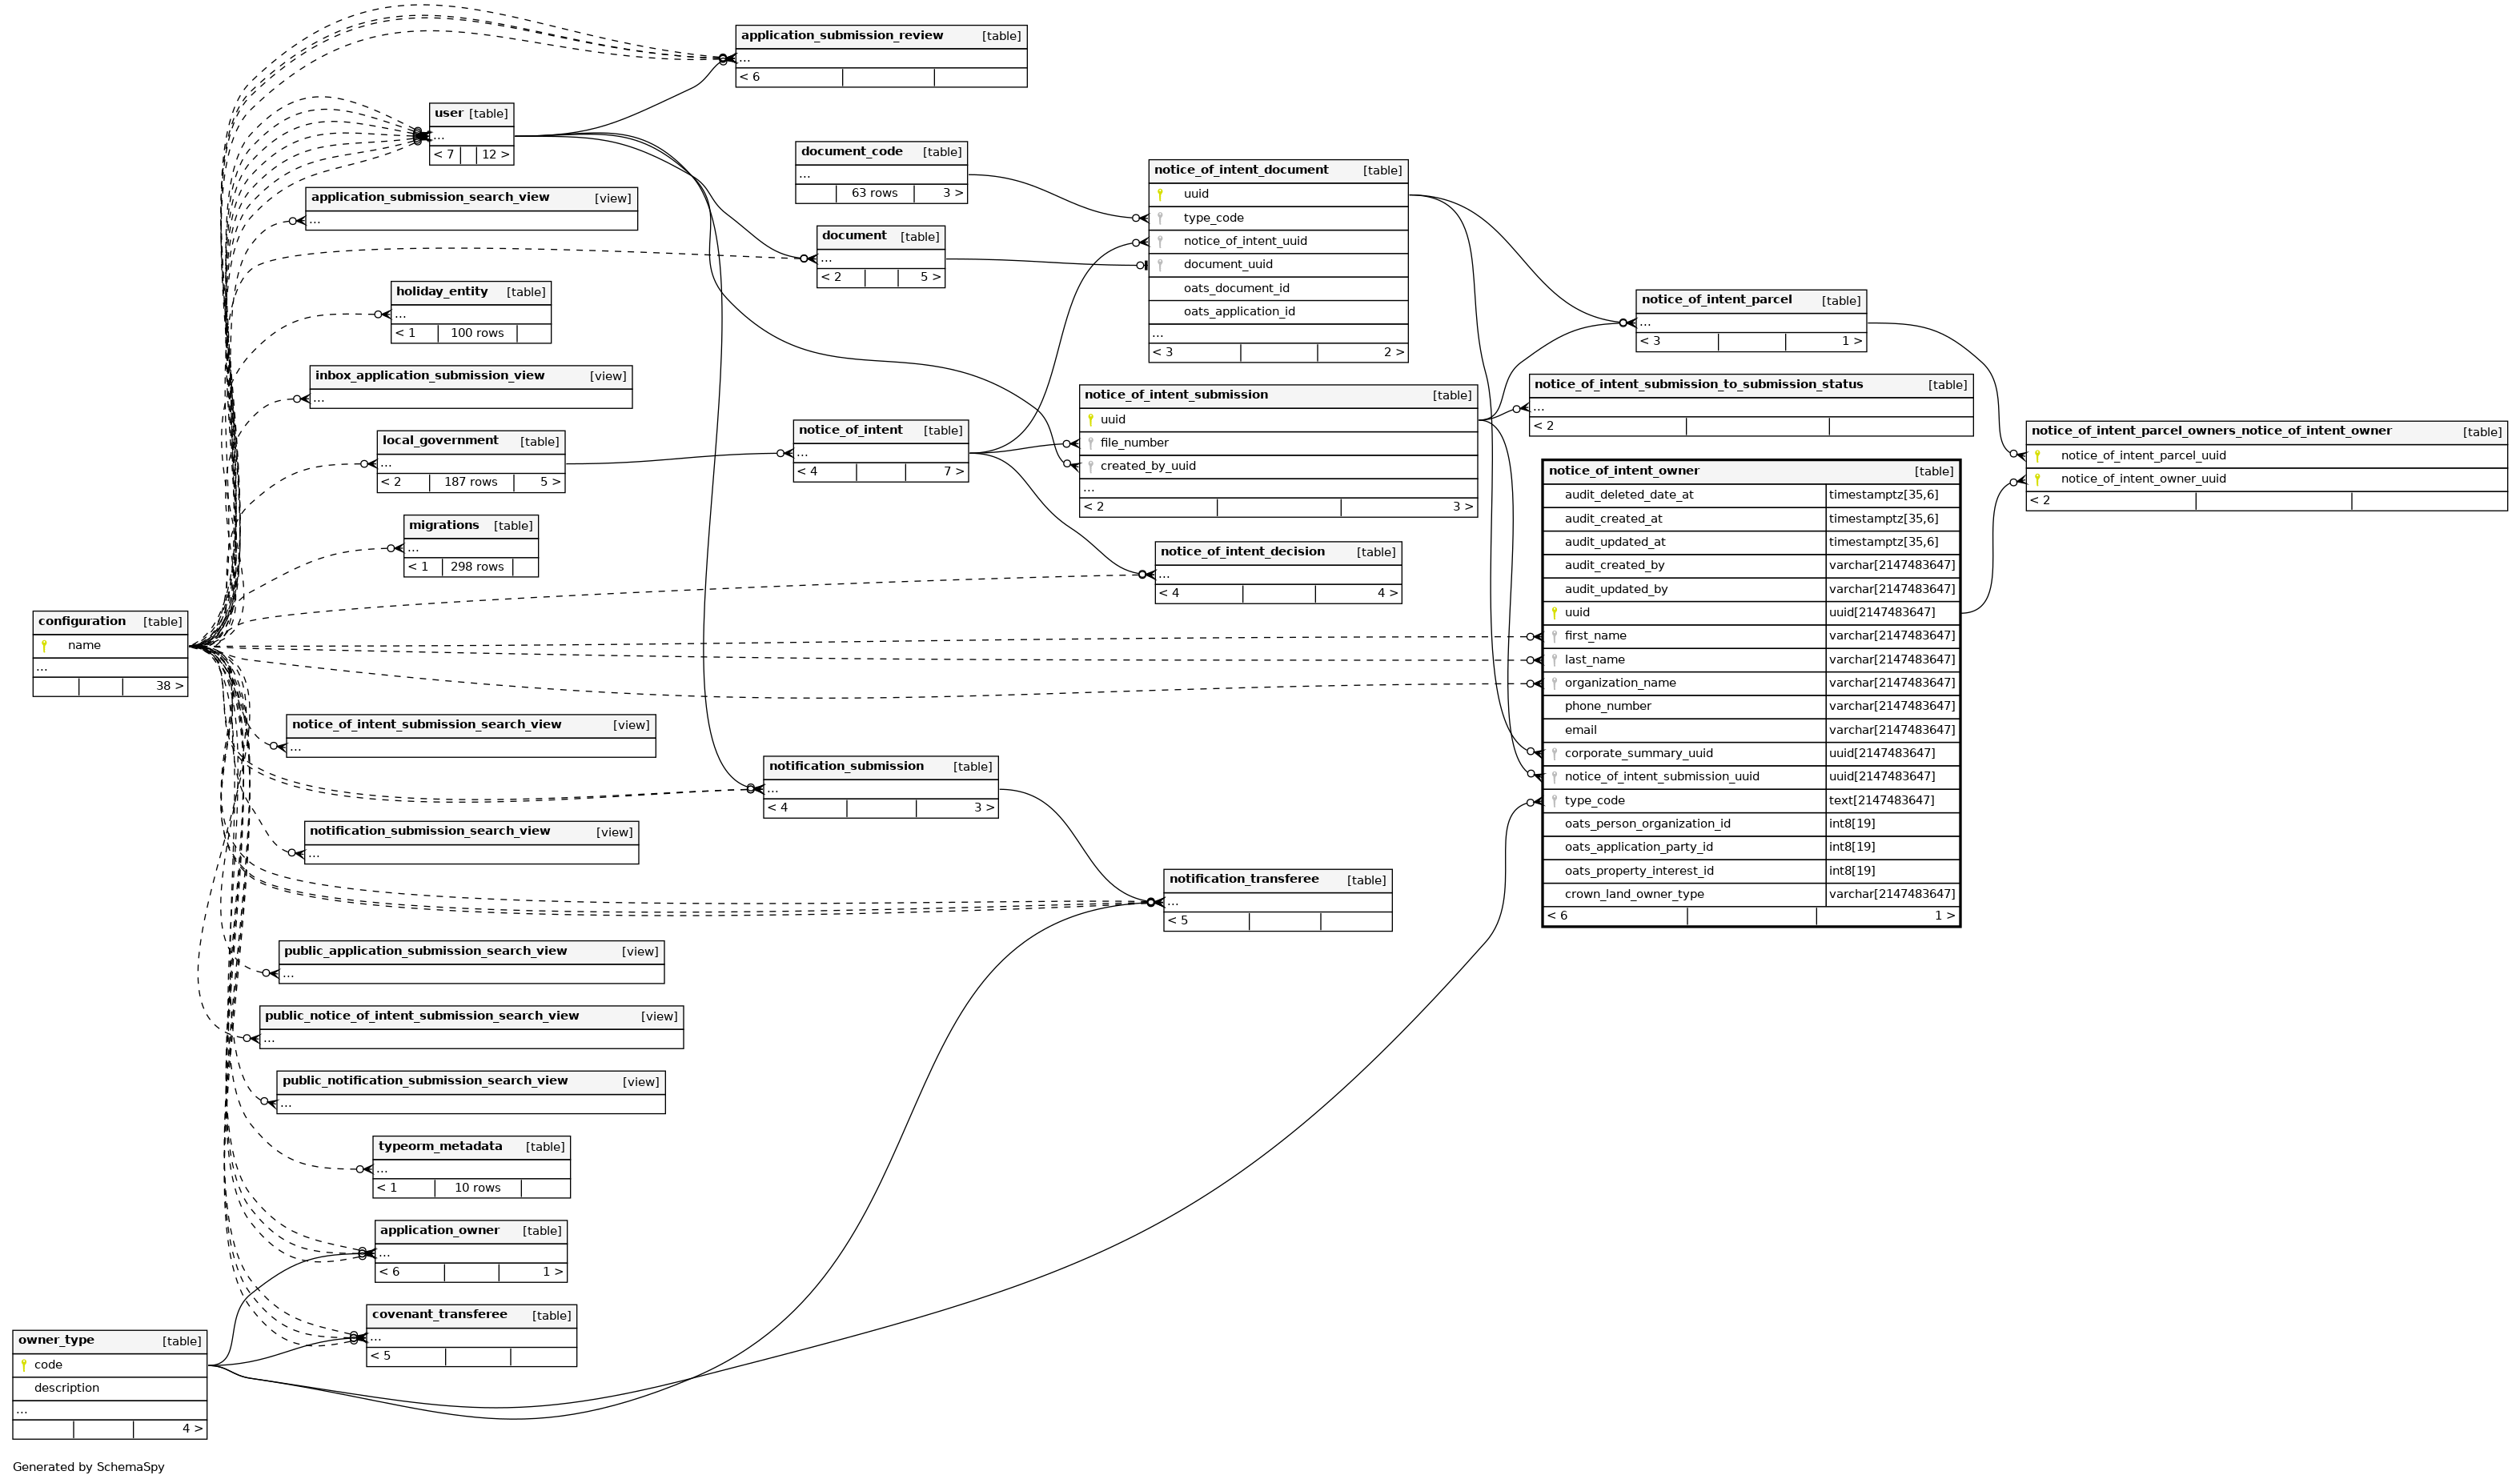 application_submission_review [table]
...
< 6
user [table]
...
< 7 12 >
application_submission_search_view [view]
...
document_code [table]
...
63 rows 3 >
document [table]
...
< 2 5 >
notice_of_intent_document [table]
uuid
type_code
notice_of_intent_uuid
document_uuid
oats_document_id
oats_application_id
...
< 3 2 >
holiday_entity [table]
...
< 1 100 rows
notice_of_intent_parcel [table]
...
< 3 1 >
inbox_application_submission_view [view]
...
notice_of_intent_submission [table]
uuid
file_number
created_by_uuid
...
< 2 3 >
notice_of_intent_submission_to_submission_status [table]
...
< 2
local_government [table]
...
< 2 187 rows 5 >
notice_of_intent [table]
...
< 4 7 >
notice_of_intent_parcel_owners_notice_of_intent_owner [table]
notice_of_intent_parcel_uuid
notice_of_intent_owner_uuid
< 2
notice_of_intent_owner [table]
audit_deleted_date_at timestamptz[35,6]
audit_created_at timestamptz[35,6]
audit_updated_at timestamptz[35,6]
audit_created_by varchar[2147483647]
audit_updated_by varchar[2147483647]
uuid uuid[2147483647]
first_name varchar[2147483647]
last_name varchar[2147483647]
organization_name varchar[2147483647]
phone_number varchar[2147483647]
email varchar[2147483647]
corporate_summary_uuid uuid[2147483647]
notice_of_intent_submission_uuid uuid[2147483647]
type_code text[2147483647]
oats_person_organization_id int8[19]
oats_application_party_id int8[19]
oats_property_interest_id int8[19]
crown_land_owner_type varchar[2147483647]
< 6 1 >
migrations [table]
...
< 1 298 rows
notice_of_intent_decision [table]
...
< 4 4 >
configuration [table]
name
...
38 >
notice_of_intent_submission_search_view [view]
...
notification_submission [table]
...
< 4 3 >
notification_submission_search_view [view]
...
notification_transferee [table]
...
< 5
public_application_submission_search_view [view]
...
public_notice_of_intent_submission_search_view [view]
...
public_notification_submission_search_view [view]
...
typeorm_metadata [table]
...
< 1 10 rows
application_owner [table]
...
< 6 1 >
covenant_transferee [table]
...
< 5
owner_type [table]
code
description
...
4 >
Generated by SchemaSpy